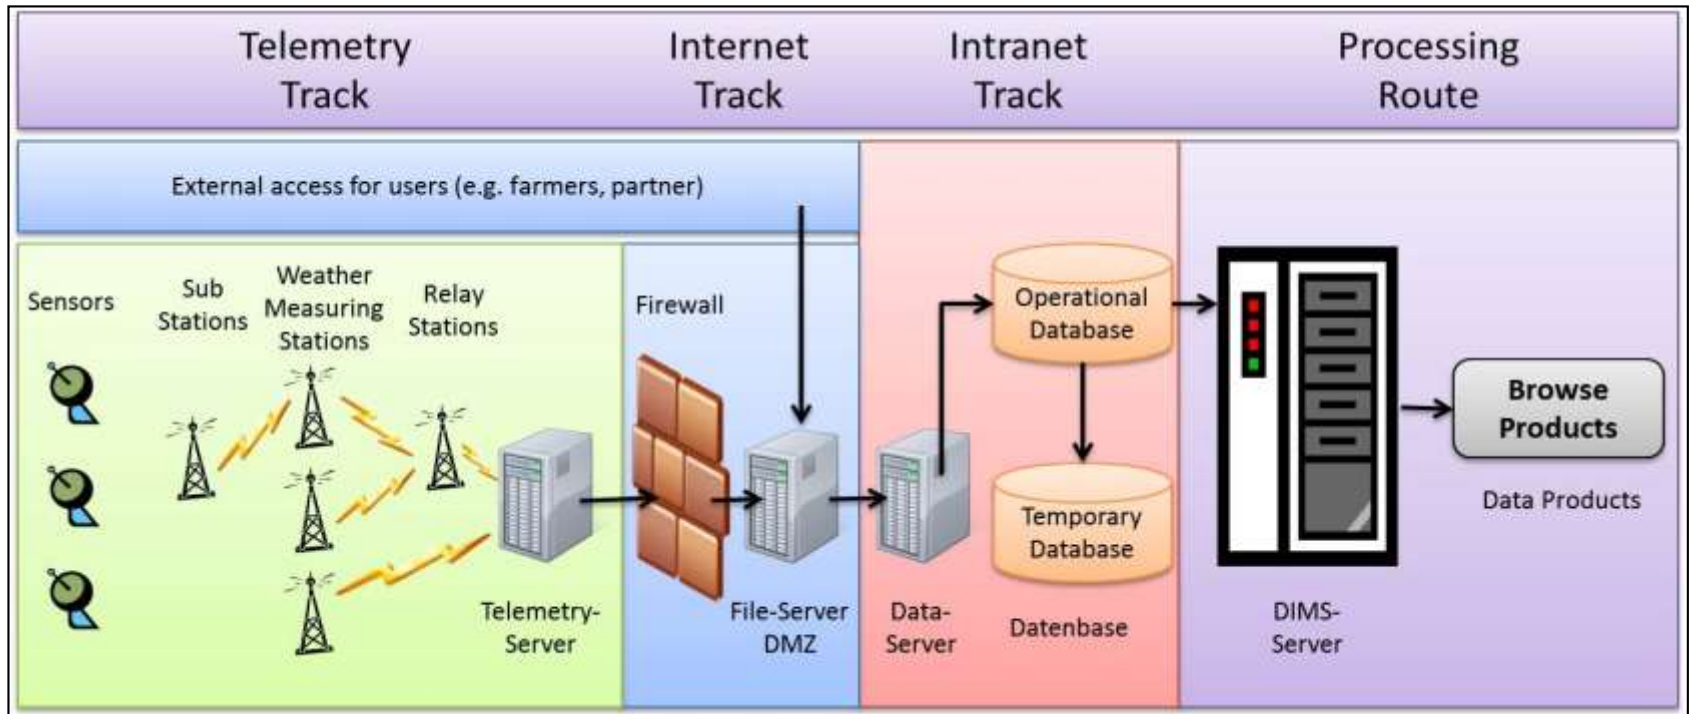 Telemetry
Track
Internet
Track
Intranet
Track
Processing
Route
External access for users (e.g. farmers, partner)
Sensors
Sub
Stations
Weather
Measuring
Stations
Relay
Stations
Telemetry-
Server
Firewall
File-Server
DMZ
Data-
Server
Operational
Database
Temporary
Database
Datenbase
DIMS-
Server
Browse
Products
Data Products